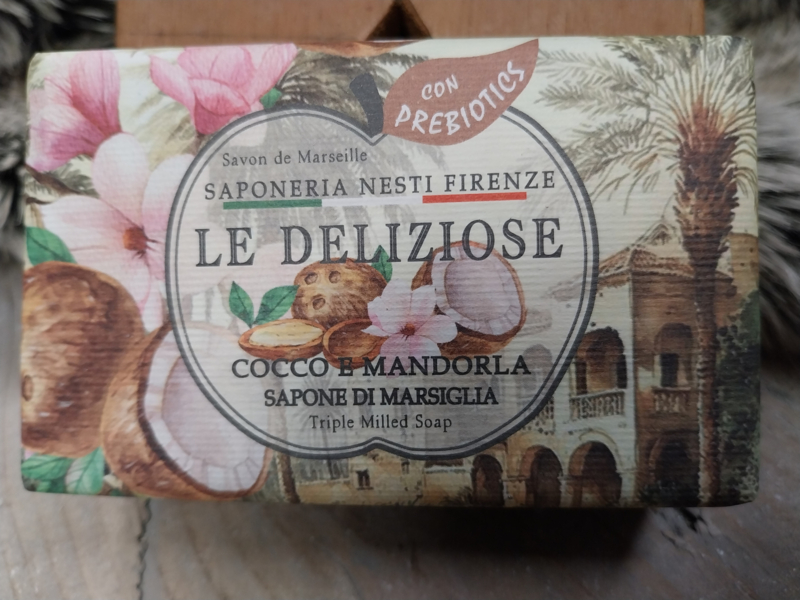 CON
PREBIOTICS
Savon de Marseille
SAPONERIA NESTI FIRENZE
LE DELIZIOSE
COCCO E MANDORLA
SAPONE DI MARSIGLIA
Triple Milled Soap